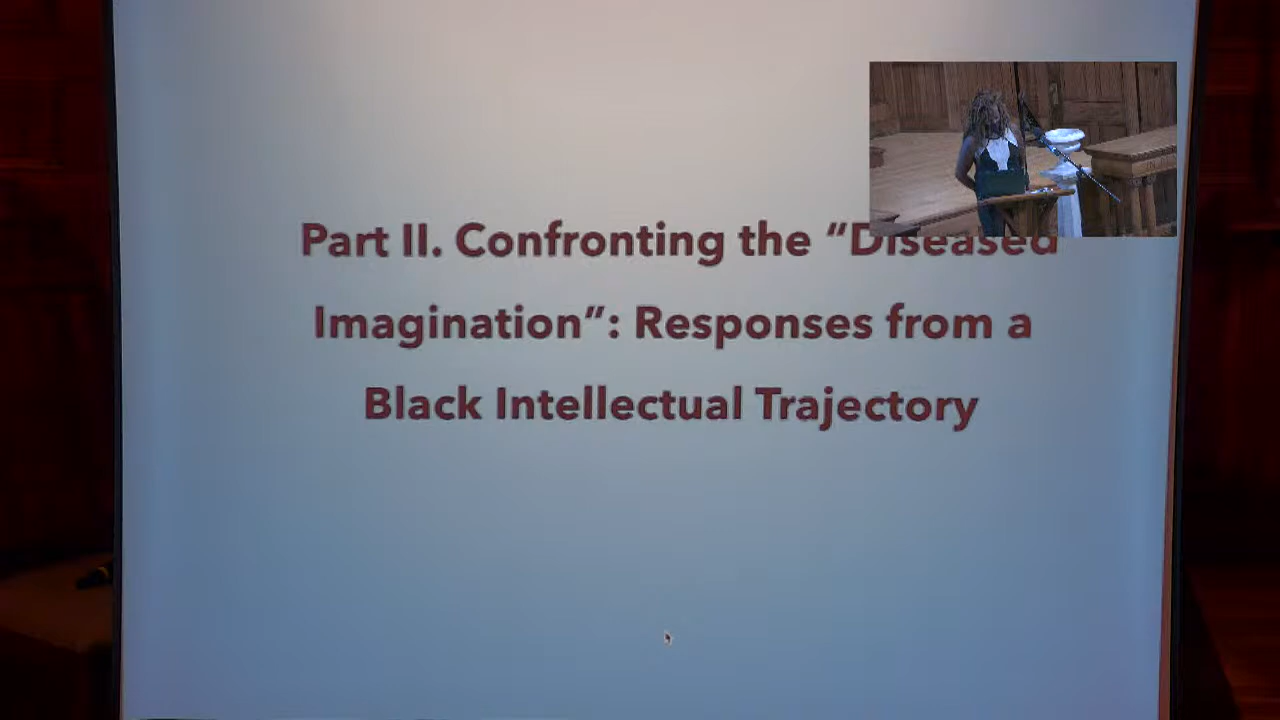 Part II. Confronting the “Diseased
Imagination”: Responses from a
Black Intellectual Trajectory